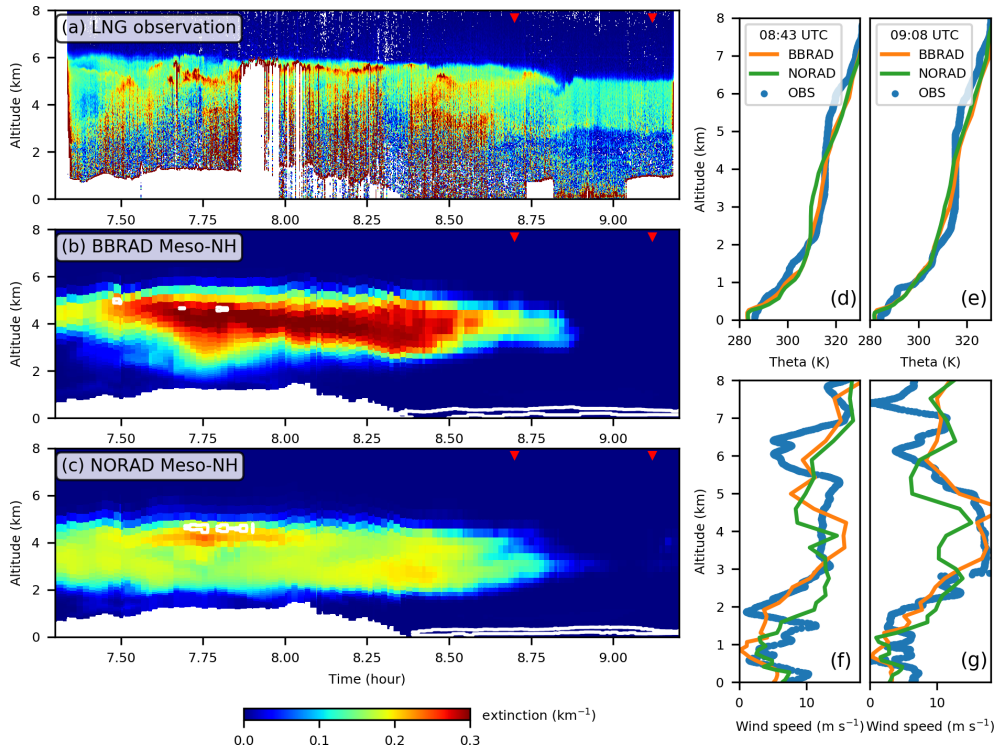 (a) LNG observation
Altitude (km)
8
6
4
2
0
7.50
7.75
8.00
8.25
8.50
8.75
9.00
(b) BBRAD Meso-NH
Altitude (km)
8
6
4
2
0
7.50
7.75
8.00
8.25
8.50
8.75
9.00
(c) NORAD Meso-NH
Altitude (km)
8
6
4
2
0
7.50
7.75
8.00
8.25
8.50
8.75
9.00
Time (hour)
0.0
0.1
0.2
0.3
extinction (km⁻¹)
08:43 UTC
BBRAD
NORAD
OBS
Altitude (km)
8
7
6
5
4
3
2
1
0
(d)
280
300
320
Theta (K)
09:08 UTC
BBRAD
NORAD
OBS
(e)
280
300
320
Theta (K)
Altitude (km)
8
7
6
5
4
3
2
1
0
(f)
0
10
Wind speed (m s⁻¹)
(g)
10
Wind speed (m s⁻¹)